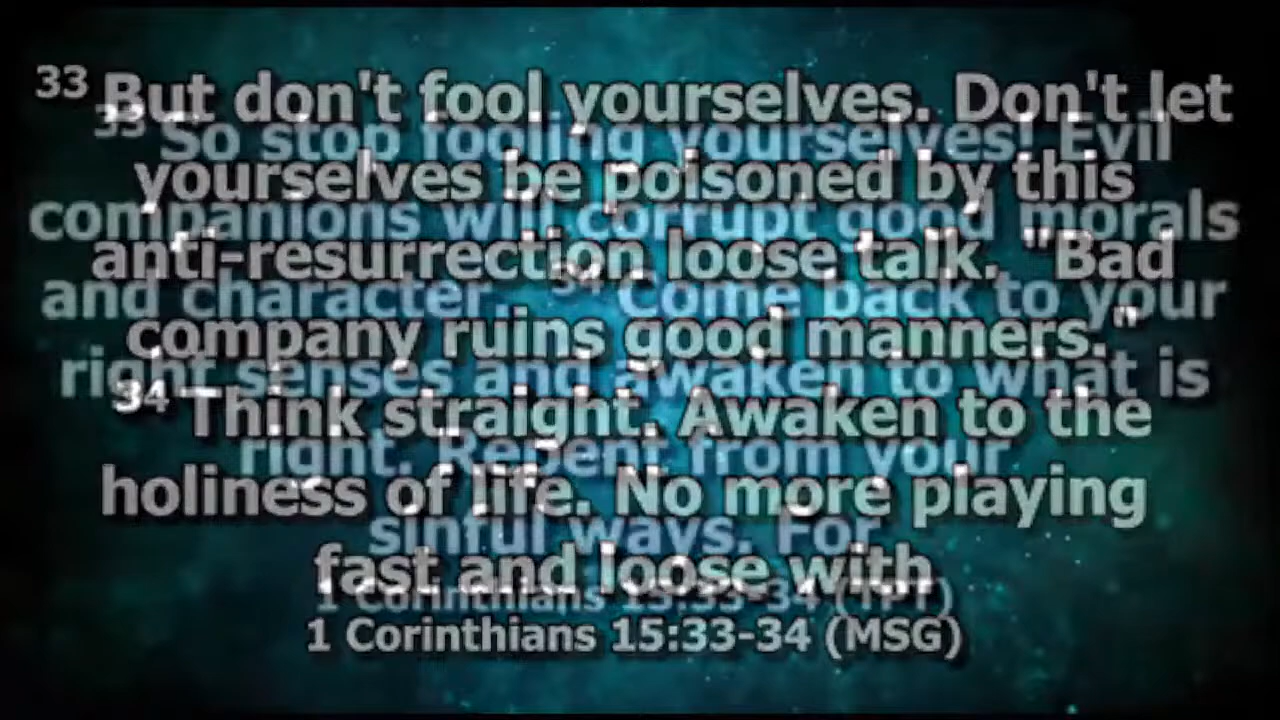 33 But don't fool yourselves. Don't let
yourselves be poisoned by this
anti-resurrection loose talk. "Bad
company ruins good manners."
34 Think straight. Awaken to the
holiness of life. No more playing
fast and loose with
1 Corinthians 15:33-34 (MSG)
33 So stop fooling yourselves! Evil
companions will corrupt good morals
and character. 34 Come back to your
right senses and awaken to what is
right. Repent from your
sinful ways. For
1 Corinthians 15:33-34 (TPT)